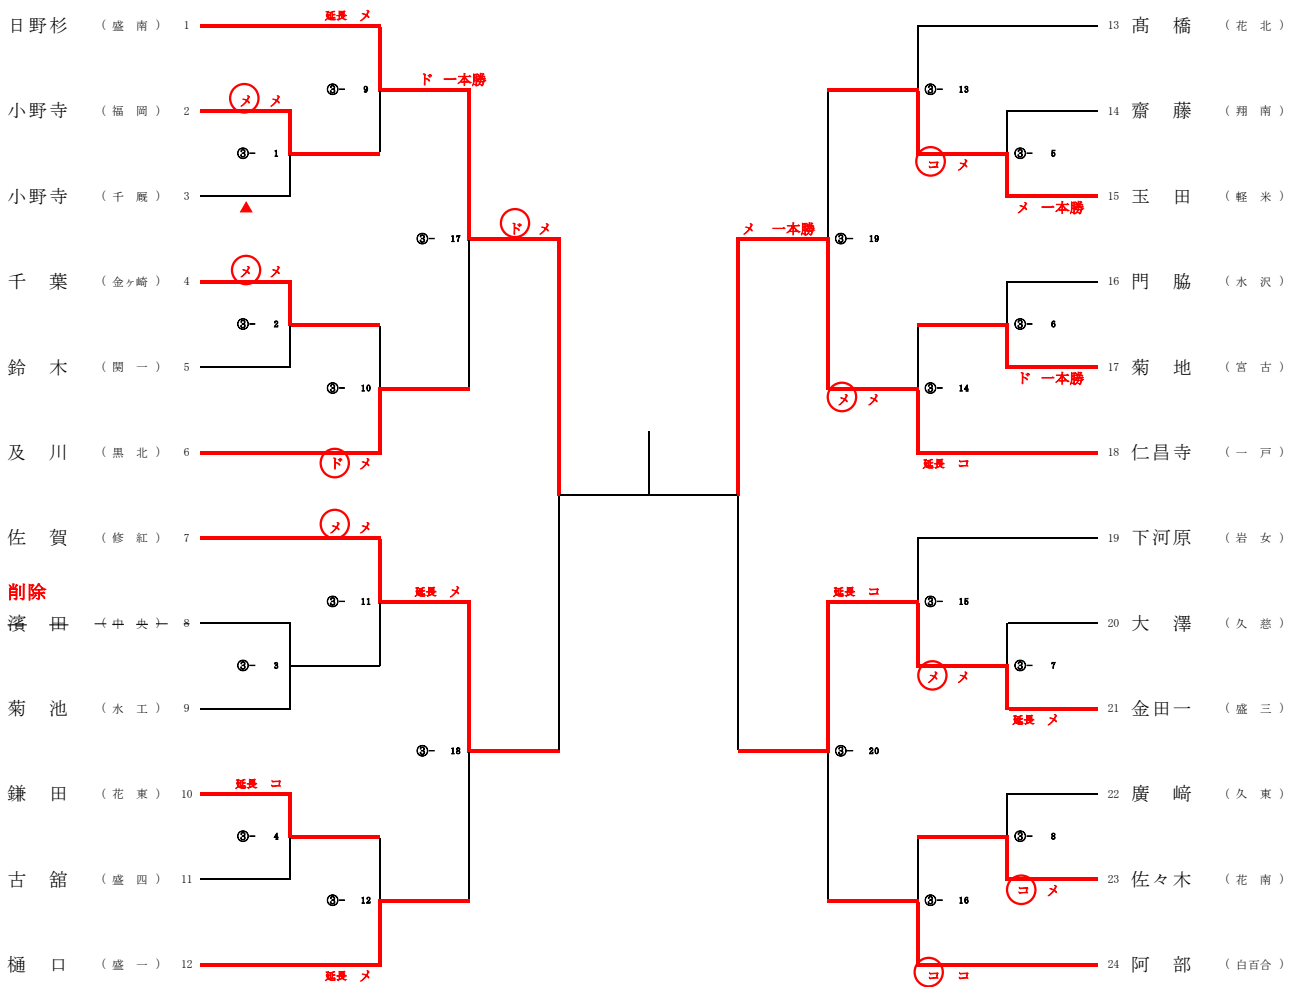 延長 メ
日野杉 （ 盛 南 ） 1
13 髙 橋 （ 花 北 ）
ド 一本勝
③－ 9
③－ 13
メ メ
小野寺 （ 福 岡 ） 2
14 齋 藤 （ 翔 南 ）
③－ 1
③－ 5
コ メ
小野寺 （ 千 厩 ） 3
▲
15 玉 田 （ 軽 米 ）
メ 一本勝
ド メ
メ 一本勝
③－ 17
③－ 19
メ メ
千 葉 （ 金ヶ崎 ） 4
16 門 脇 （ 水 沢 ）
③－ 2
③－ 6
鈴 木 （ 関 一 ） 5
17 菊 地 （ 宮 古 ）
ド 一本勝
③－ 10
③－ 14
メ メ
及 川 （ 黒 北 ） 6
18 仁昌寺 （ 一 戸 ）
ド メ
延長 コ
メ メ
佐 賀 （ 修 紅 ） 7
19 下河原 （ 岩 女 ）
削除
延長 メ
延長 コ
③－ 11
③－ 15
濱 田 （ 中 央 ） 8
20 大 澤 （ 久 慈 ）
③－ 3
③－ 7
メ メ
菊 池 （ 水 工 ） 9
21 金田一 （ 盛 三 ）
延長 メ
③－ 18
③－ 20
延長 コ
鎌 田 （ 花 東 ） 10
22 廣 﨑 （ 久 東 ）
③－ 4
③－ 8
古 舘 （ 盛 四 ） 11
23 佐々木 （ 花 南 ）
コ メ
③－ 12
③－ 16
樋 口 （ 盛 一 ） 12
24 阿 部 （ 白百合 ）
延長 メ
コ コ